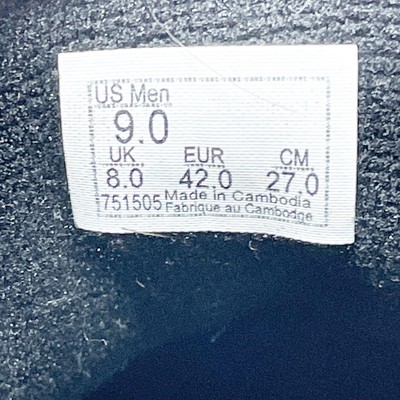 US Men
9.0
UK EUR CM
8.0 42.0 27.0
751505 Made in Cambodia
Fabrique au Cambodge